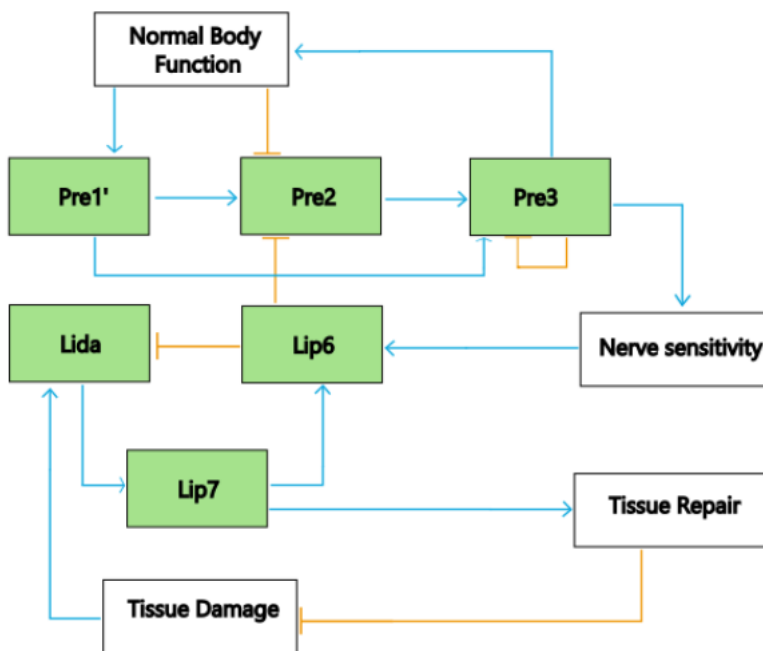 Normal Body
Function
Pre1'
Pre2
Pre3
Lida
Lip6
Nerve sensitivity
Lip7
Tissue Repair
Tissue Damage